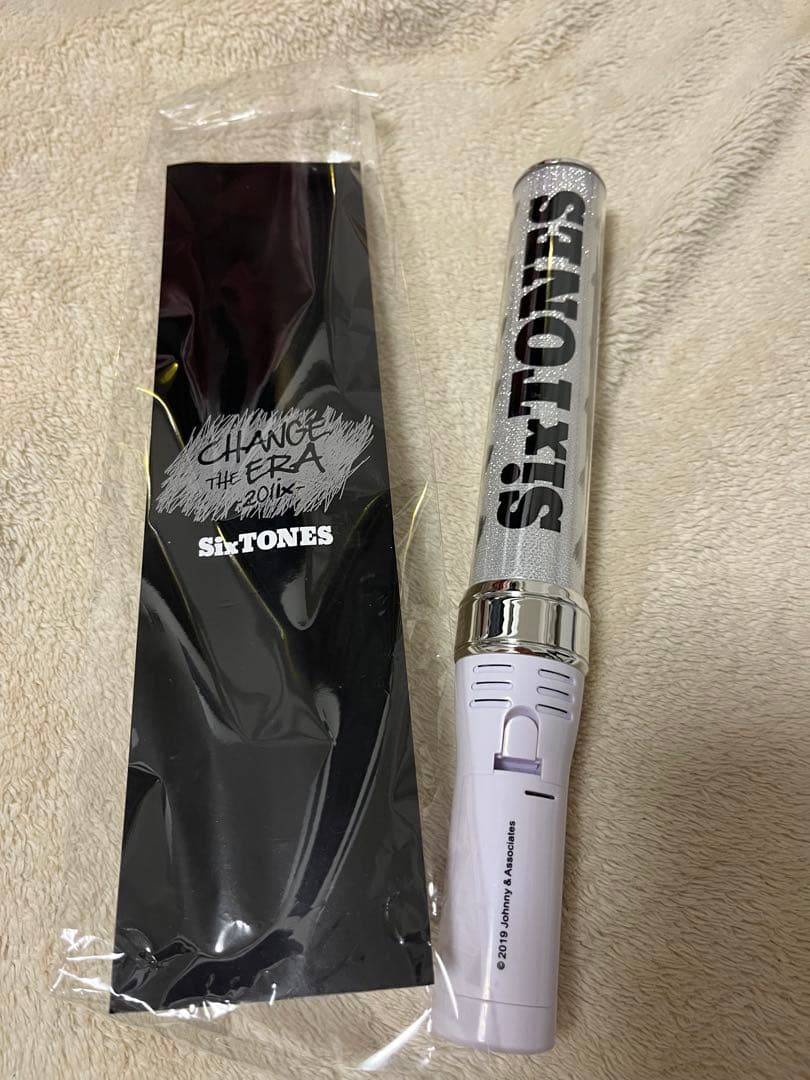 CHANGE
THE ERA
-201ix-
SixTONES
SixTONES
© 2019 Johnny & Associates